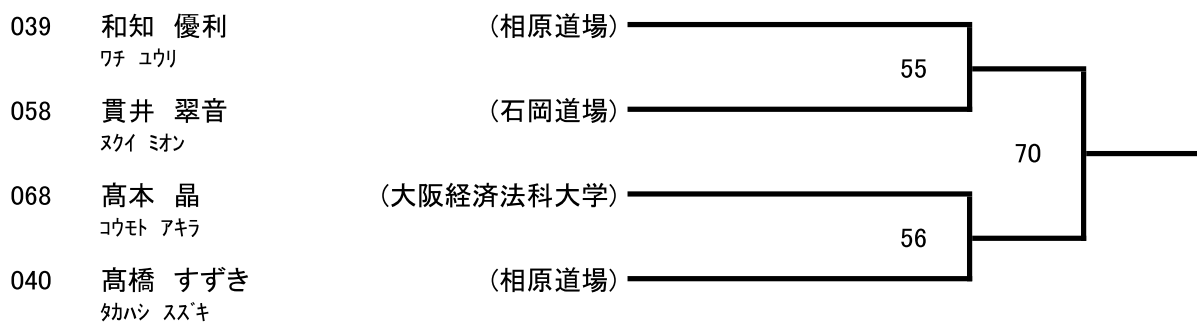 039 和知 優利 (相原道場)
ﾜﾁ ﾕｳﾘ
55
058 貫井 翠音 (石岡道場)
ﾇｸｲ ﾐｵﾝ
70
068 髙本 晶 (大阪経済法科大学)
ｺｳﾓﾄ ｱｷﾗ
56
040 髙橋 すずき (相原道場)
ﾀｶﾊｼ ｽｽﾞｷ